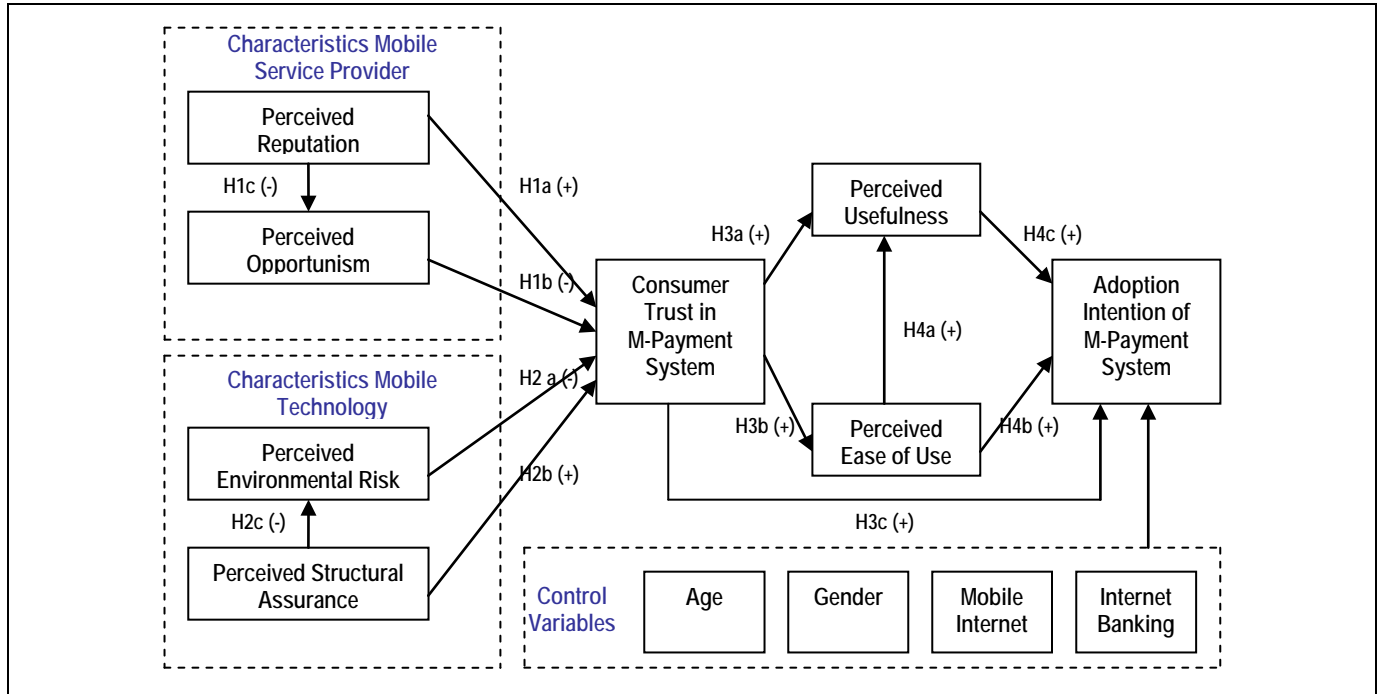 Characteristics Mobile
Service Provider
Perceived
Reputation
H1c (-)
Perceived
Opportunism
H1a (+)
H1b (-)
Characteristics Mobile
Technology
Perceived
Environmental Risk
H2c (-)
Perceived Structural
Assurance
H2 a (-)
H2b (+)
Consumer
Trust in
M-Payment
System
H3a (+)
H3b (+)
Perceived
Usefulness
H4a (+)
Perceived
Ease of Use
H4c (+)
H4b (+)
Adoption
Intention of
M-Payment
System
H3c (+)
Control
Variables
Age
Gender
Mobile
Internet
Internet
Banking